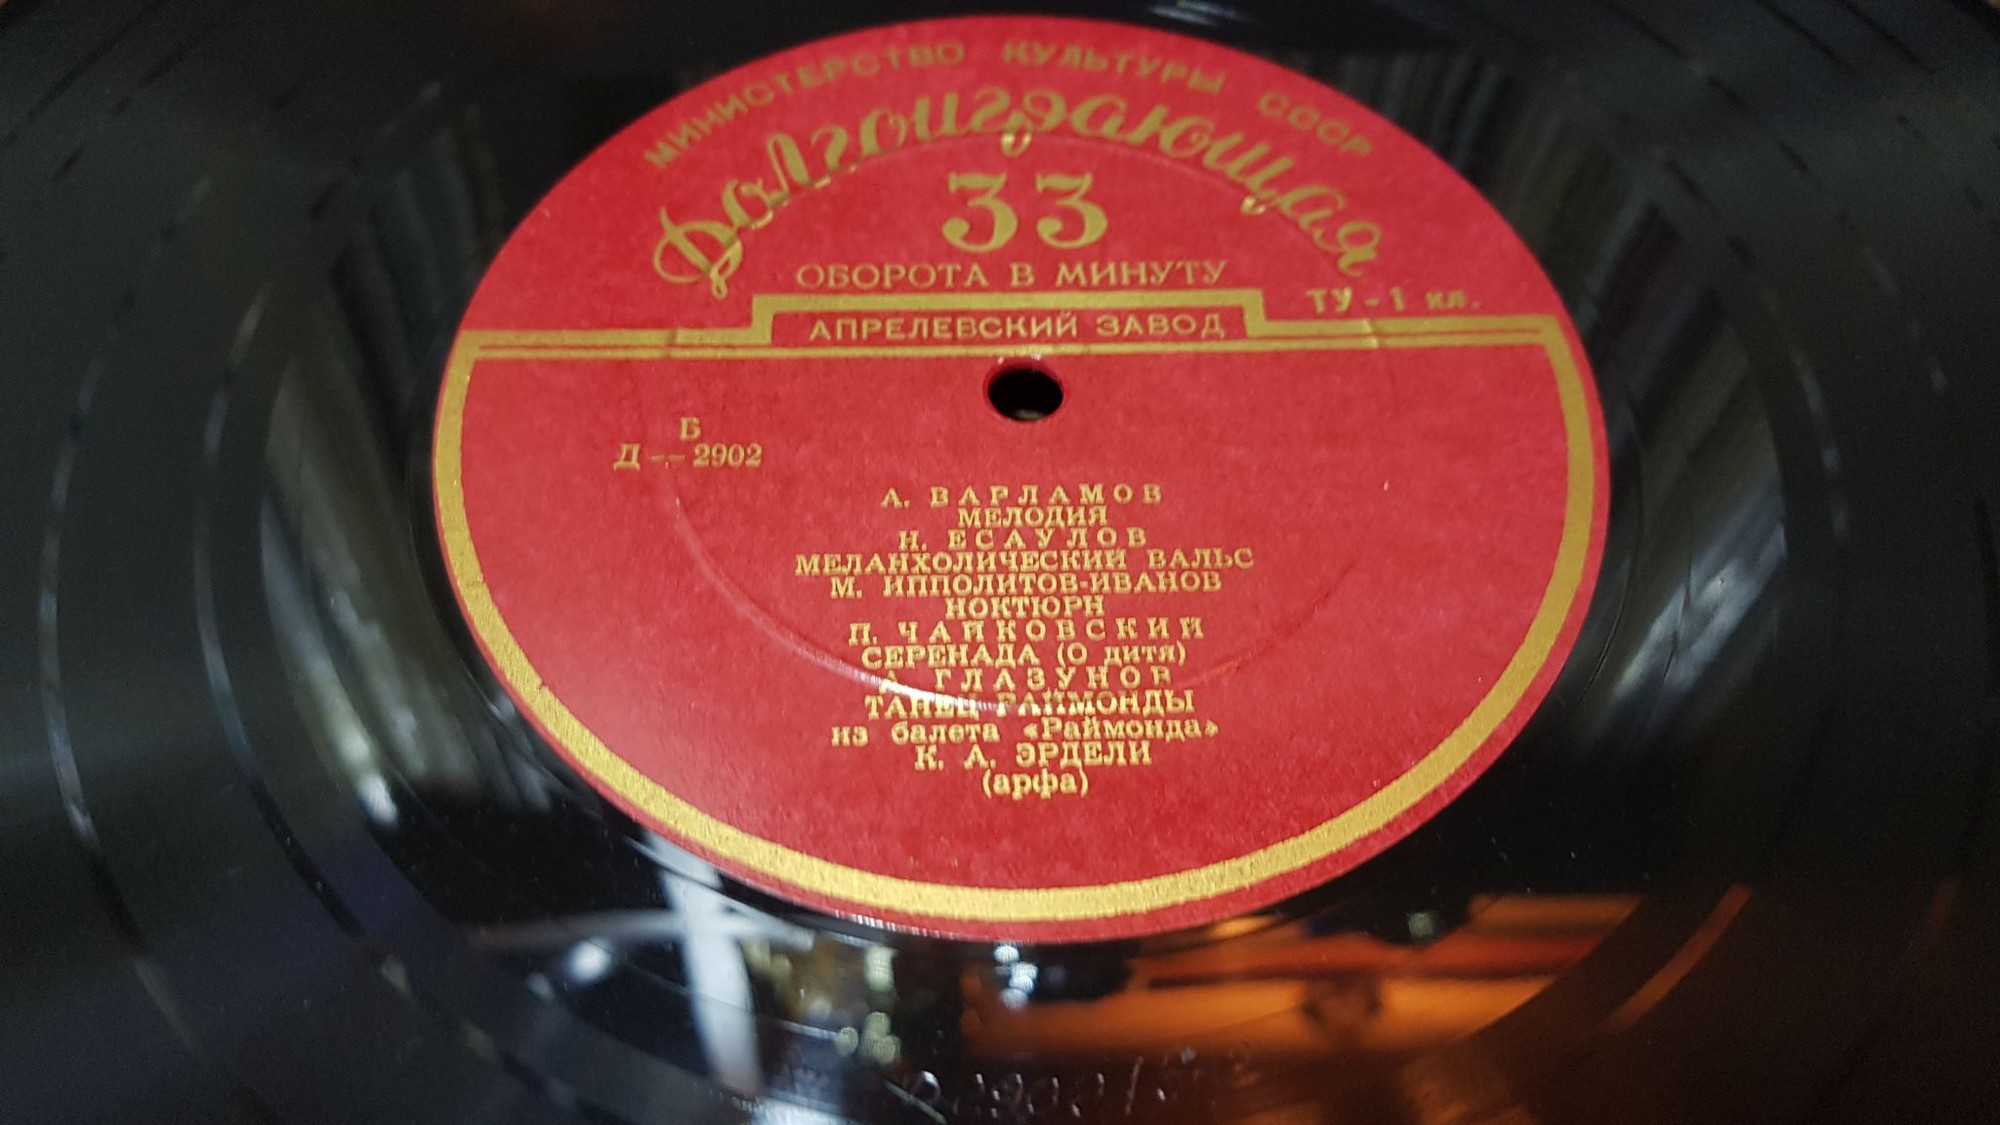 МИНИСТЕРСТВО КУЛЬТУРЫ СССР
Долгоиграющая
33
ОБОРОТА В МИНУТУ
ТУ - 1 кл.
АПРЕЛЕВСКИЙ ЗАВОД
Б
Д -- 2902
А. ВАРЛАМОВ
МЕЛОДИЯ
Н. ЕСАУЛОВ
МЕЛАНХОЛИЧЕСКИЙ ВАЛЬС
М. ИППОЛИТОВ-ИВАНОВ
НОКТЮРН
П. ЧАЙКОВСКИЙ
СЕРЕНАДА (О дитя)
А. ГЛАЗУНОВ
ТАНЕЦ РАЙМОНДЫ
из балета «Раймонда»
К. А. ЭРДЕЛИ
(арфа)